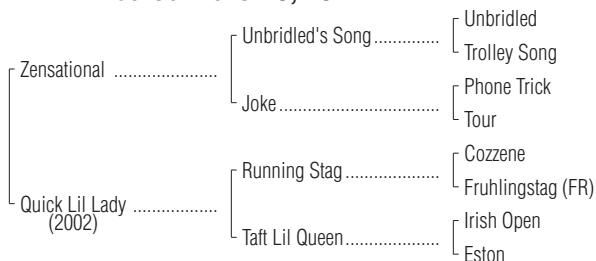 Unbridled
Unbridled's Song
Trolley Song
Zensational
Phone Trick
Joke
Tour
Cozzene
Running Stag
Fruhlingstag (FR)
Quick Lil Lady
(2002)
Irish Open
Taft Lil Queen
Eston